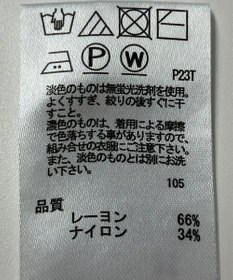 P W
P23T
淡色のものは無蛍光洗剤を使用。
よくすすぎ、絞りの後すぐに干
すこと。
濃色のものは、着用による摩擦
で色落ちする事がありますので、
組み合せの衣服にご注意下さい。
また、淡色のものとは別にお洗
い下さい。
105
品質
レーヨン 66%
ナイロン 34%